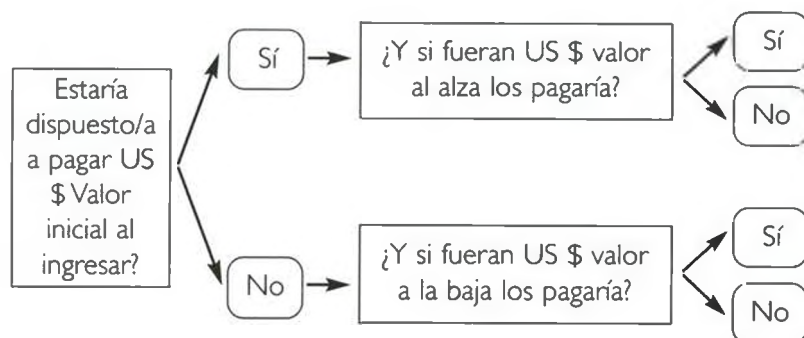 Estaría
dispuesto/a
a pagar US
$ Valor
inicial al
ingresar?
Sí
¿Y si fueran US $ valor
al alza los pagaría?
Sí
No
No
¿Y si fueran US $ valor
a la baja los pagaría?
Sí
No